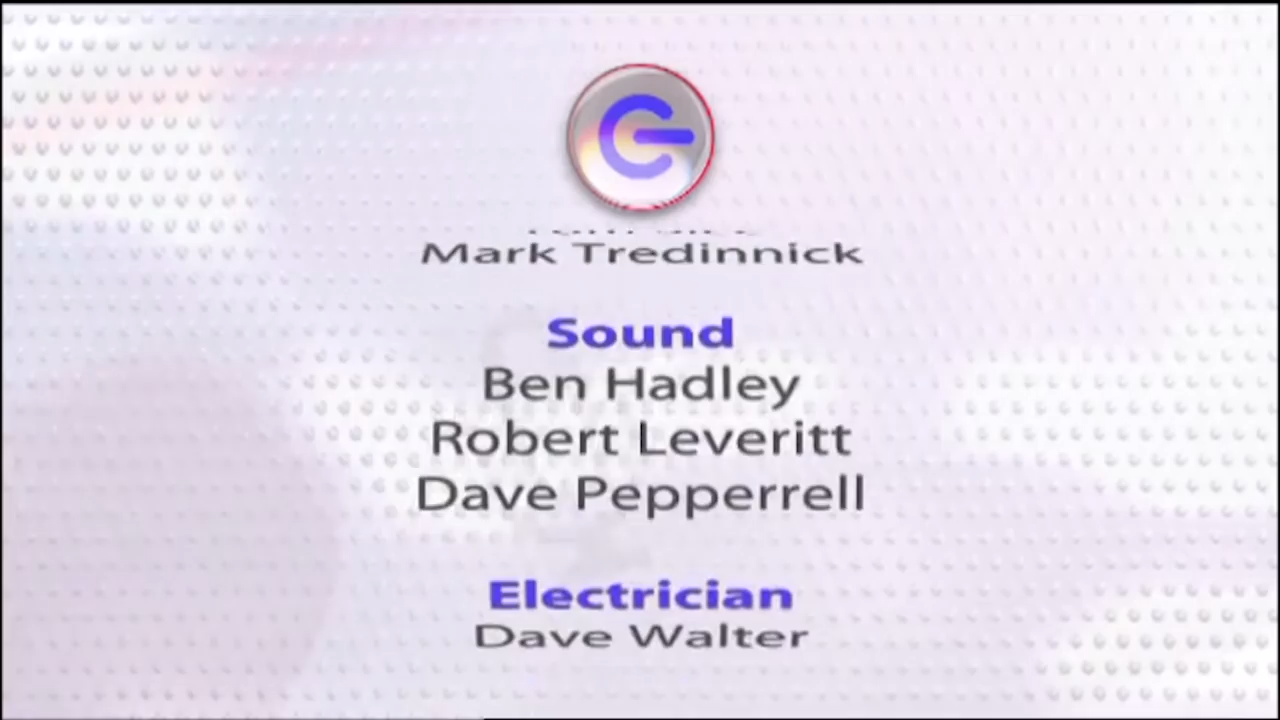 Mark Tredinnick
Sound
Ben Hadley
Robert Leveritt
Dave Pepperrell
Electrician
Dave Walter